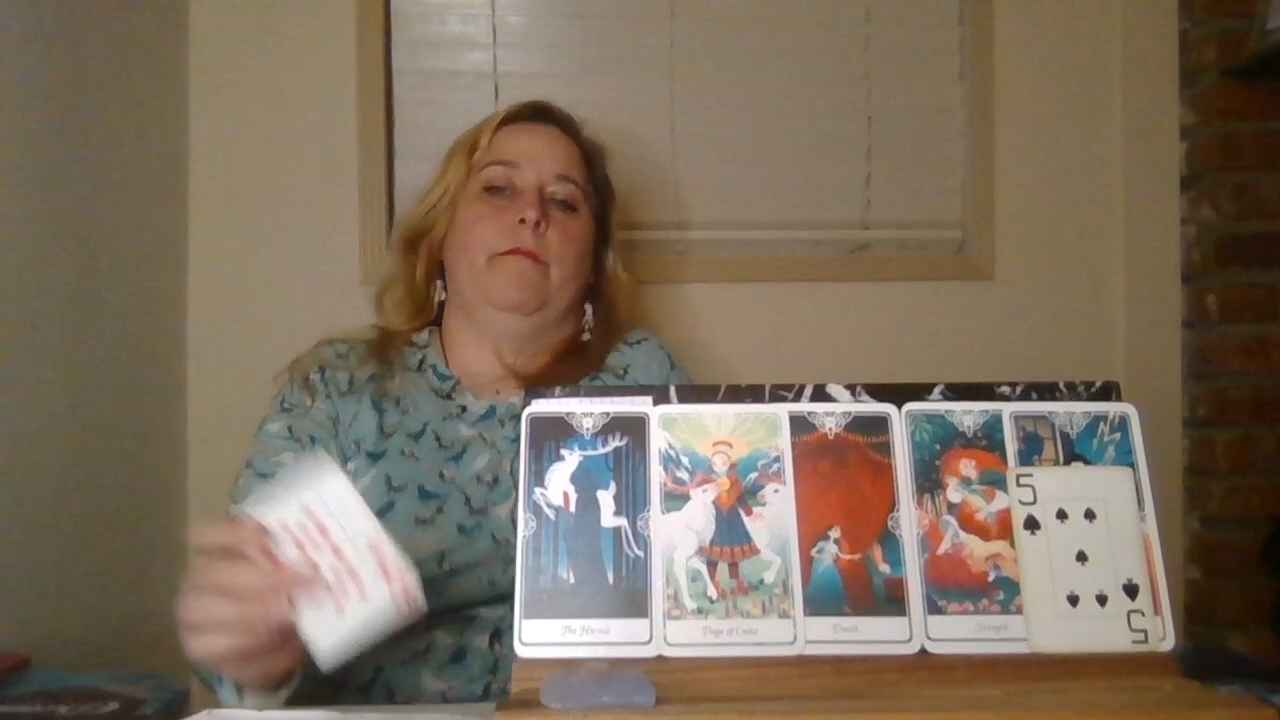 The Hermit
Page of Coins
Death
Strength
5
5